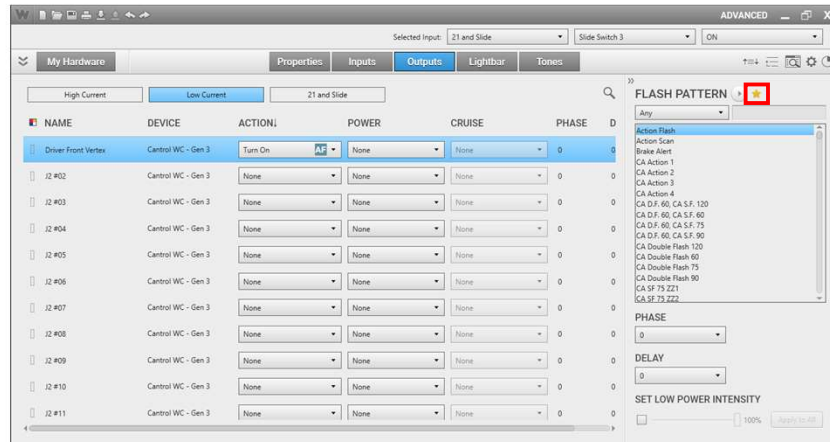 ADVANCED
Selected Input: 21 and Slide Slide Switch 3 ON
My Hardware Properties Inputs Outputs Lightbar Tones
High Current Low Current 21 and Slide
NAME DEVICE ACTION↓ POWER CRUISE PHASE D
Driver Front Vertex Cantrol WC - Gen 3 Turn On AF None None 0 0
J2 #02 Cantrol WC - Gen 3 None None None 0 0
J2 #03 Cantrol WC - Gen 3 None None None 0 0
J2 #04 Cantrol WC - Gen 3 None None None 0 0
J2 #05 Cantrol WC - Gen 3 None None None 0 0
J2 #06 Cantrol WC - Gen 3 None None None 0 0
J2 #07 Cantrol WC - Gen 3 None None None 0 0
J2 #08 Cantrol WC - Gen 3 None None None 0 0
J2 #09 Cantrol WC - Gen 3 None None None 0 0
J2 #10 Cantrol WC - Gen 3 None None None 0 0
J2 #11 Cantrol WC - Gen 3 None None None 0 0
FLASH PATTERN
Any
Action Flash
Action Scan
Brake Alert
CA Action 1
CA Action 2
CA Action 3
CA Action 4
CA D.F. 60, CA S.F. 120
CA D.F. 60, CA S.F. 60
CA D.F. 60, CA S.F. 75
CA D.F. 60, CA S.F. 90
CA Double Flash 120
CA Double Flash 60
CA Double Flash 75
CA Double Flash 90
CA SF 75 ZZ1
CA SF 75 ZZ2
PHASE
0
DELAY
0
SET LOW POWER INTENSITY
100% Apply to All